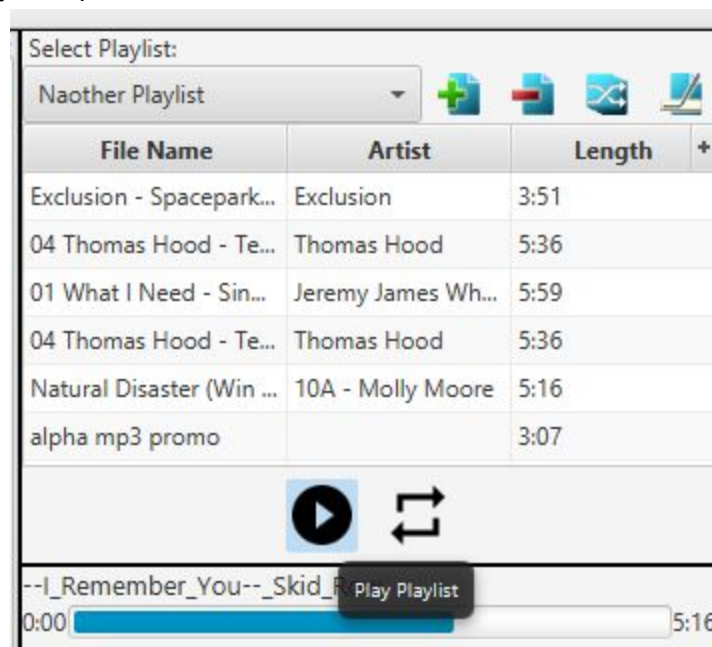 Select Playlist:
Naother Playlist
File Name Artist Length +
Exclusion - Spacepark... Exclusion 3:51
04 Thomas Hood - Te... Thomas Hood 5:36
01 What I Need - Sin... Jeremy James Wh... 5:59
04 Thomas Hood - Te... Thomas Hood 5:36
Natural Disaster (Win ... 10A - Molly Moore 5:16
alpha mp3 promo 3:07
--I_Remember_You--_Skid_
Play Playlist
0:00 5:16